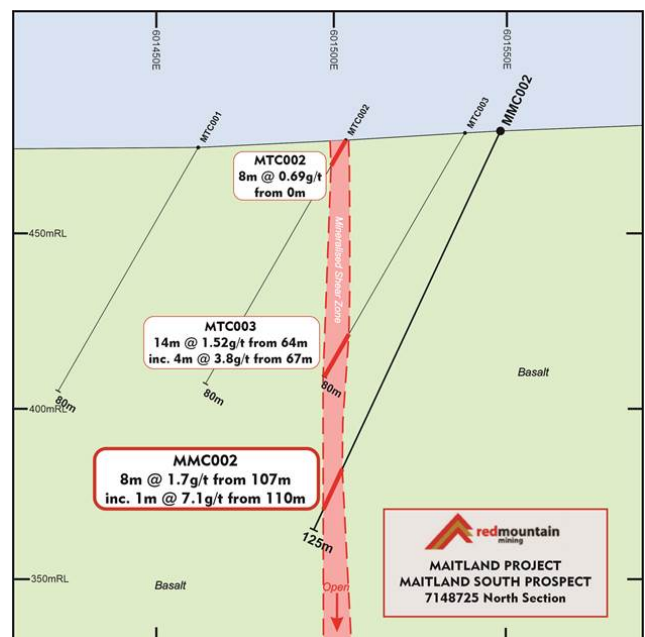 601450E
601500E
601550E
MTC001
MTC002
MTC003
MMC002
MTC002
8m @ 0.69g/t
from 0m
Mineralised Shear Zone
450mRL
MTC003
14m @ 1.52g/t from 64m
inc. 4m @ 3.8g/t from 67m
80m
80m
80m
Basalt
400mRL
MMC002
8m @ 1.7g/t from 107m
inc. 1m @ 7.1g/t from 110m
125m
redmountain
mining
MAITLAND PROJECT
MAITLAND SOUTH PROSPECT
7148725 North Section
350mRL
Basalt
Open